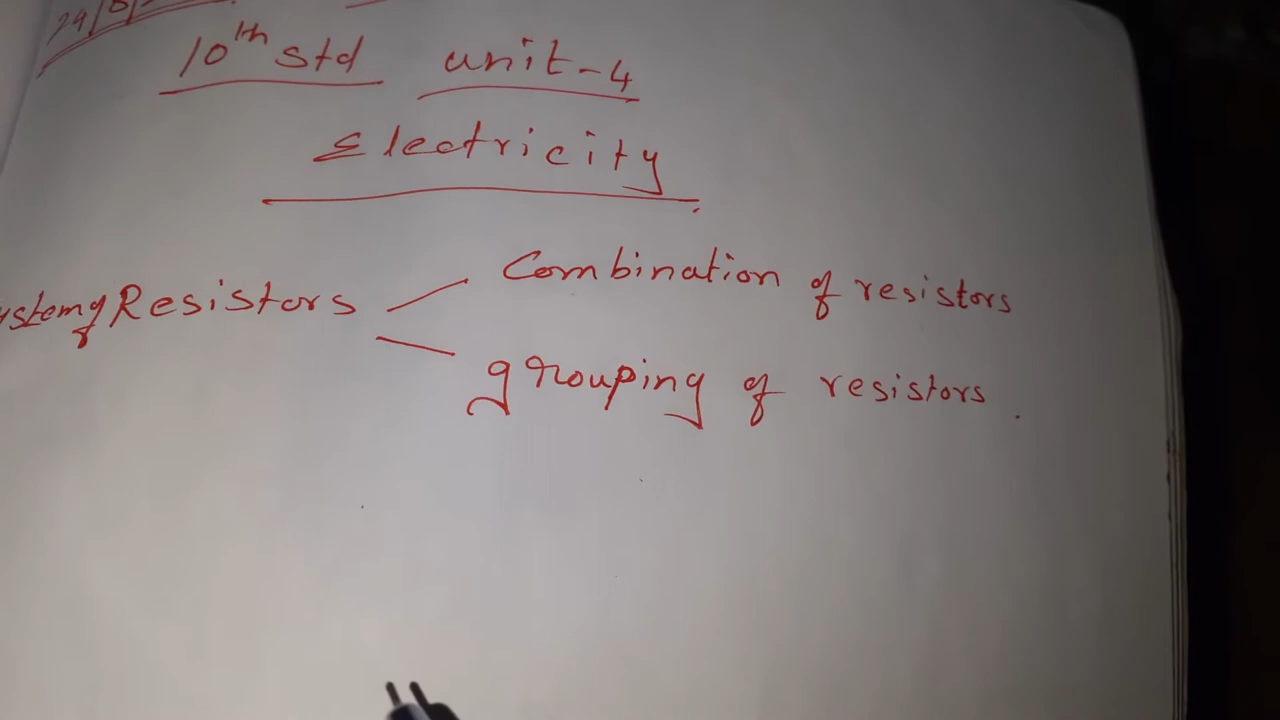 10th std unit-4
Electricity
Combination of resistors
Resistors
grouping of resistors.